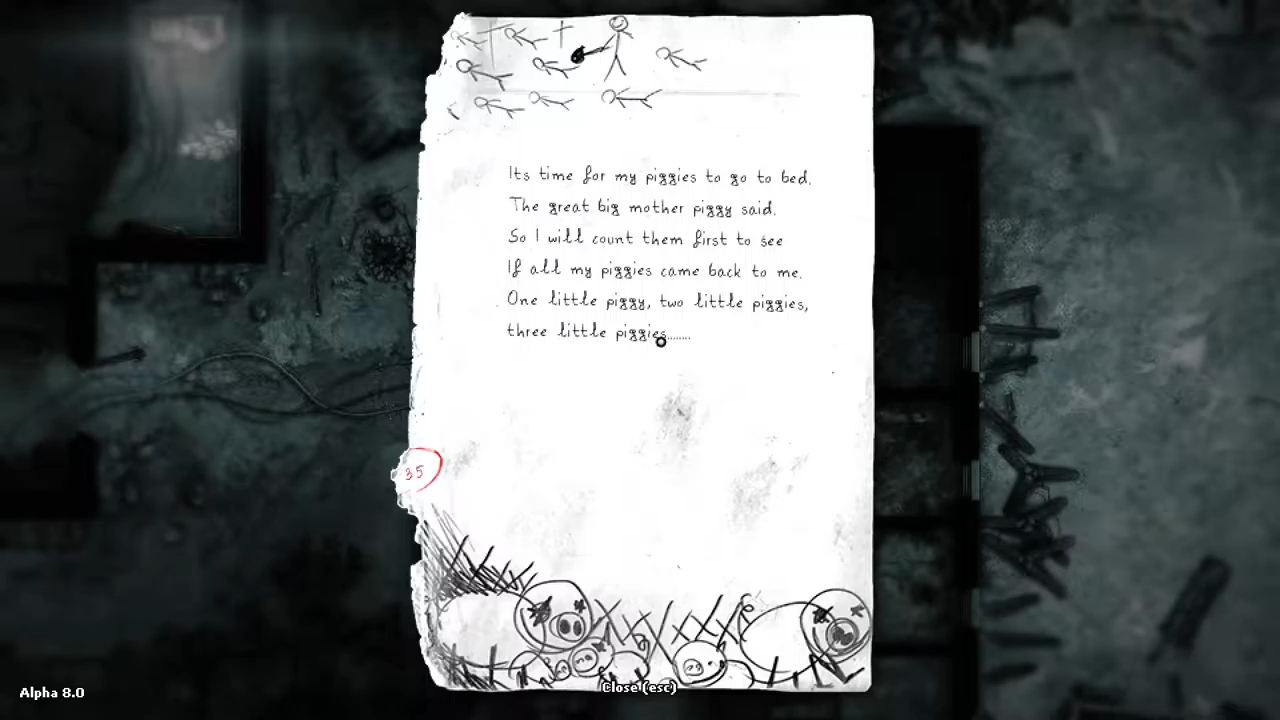 Its time for my piggies to go to bed.
The great big mother piggy said.
So I will count them first to see
If all my piggies came back to me.
One little piggy, two little piggies,
three little piggies........
35
Close (esc)
Alpha 8.0